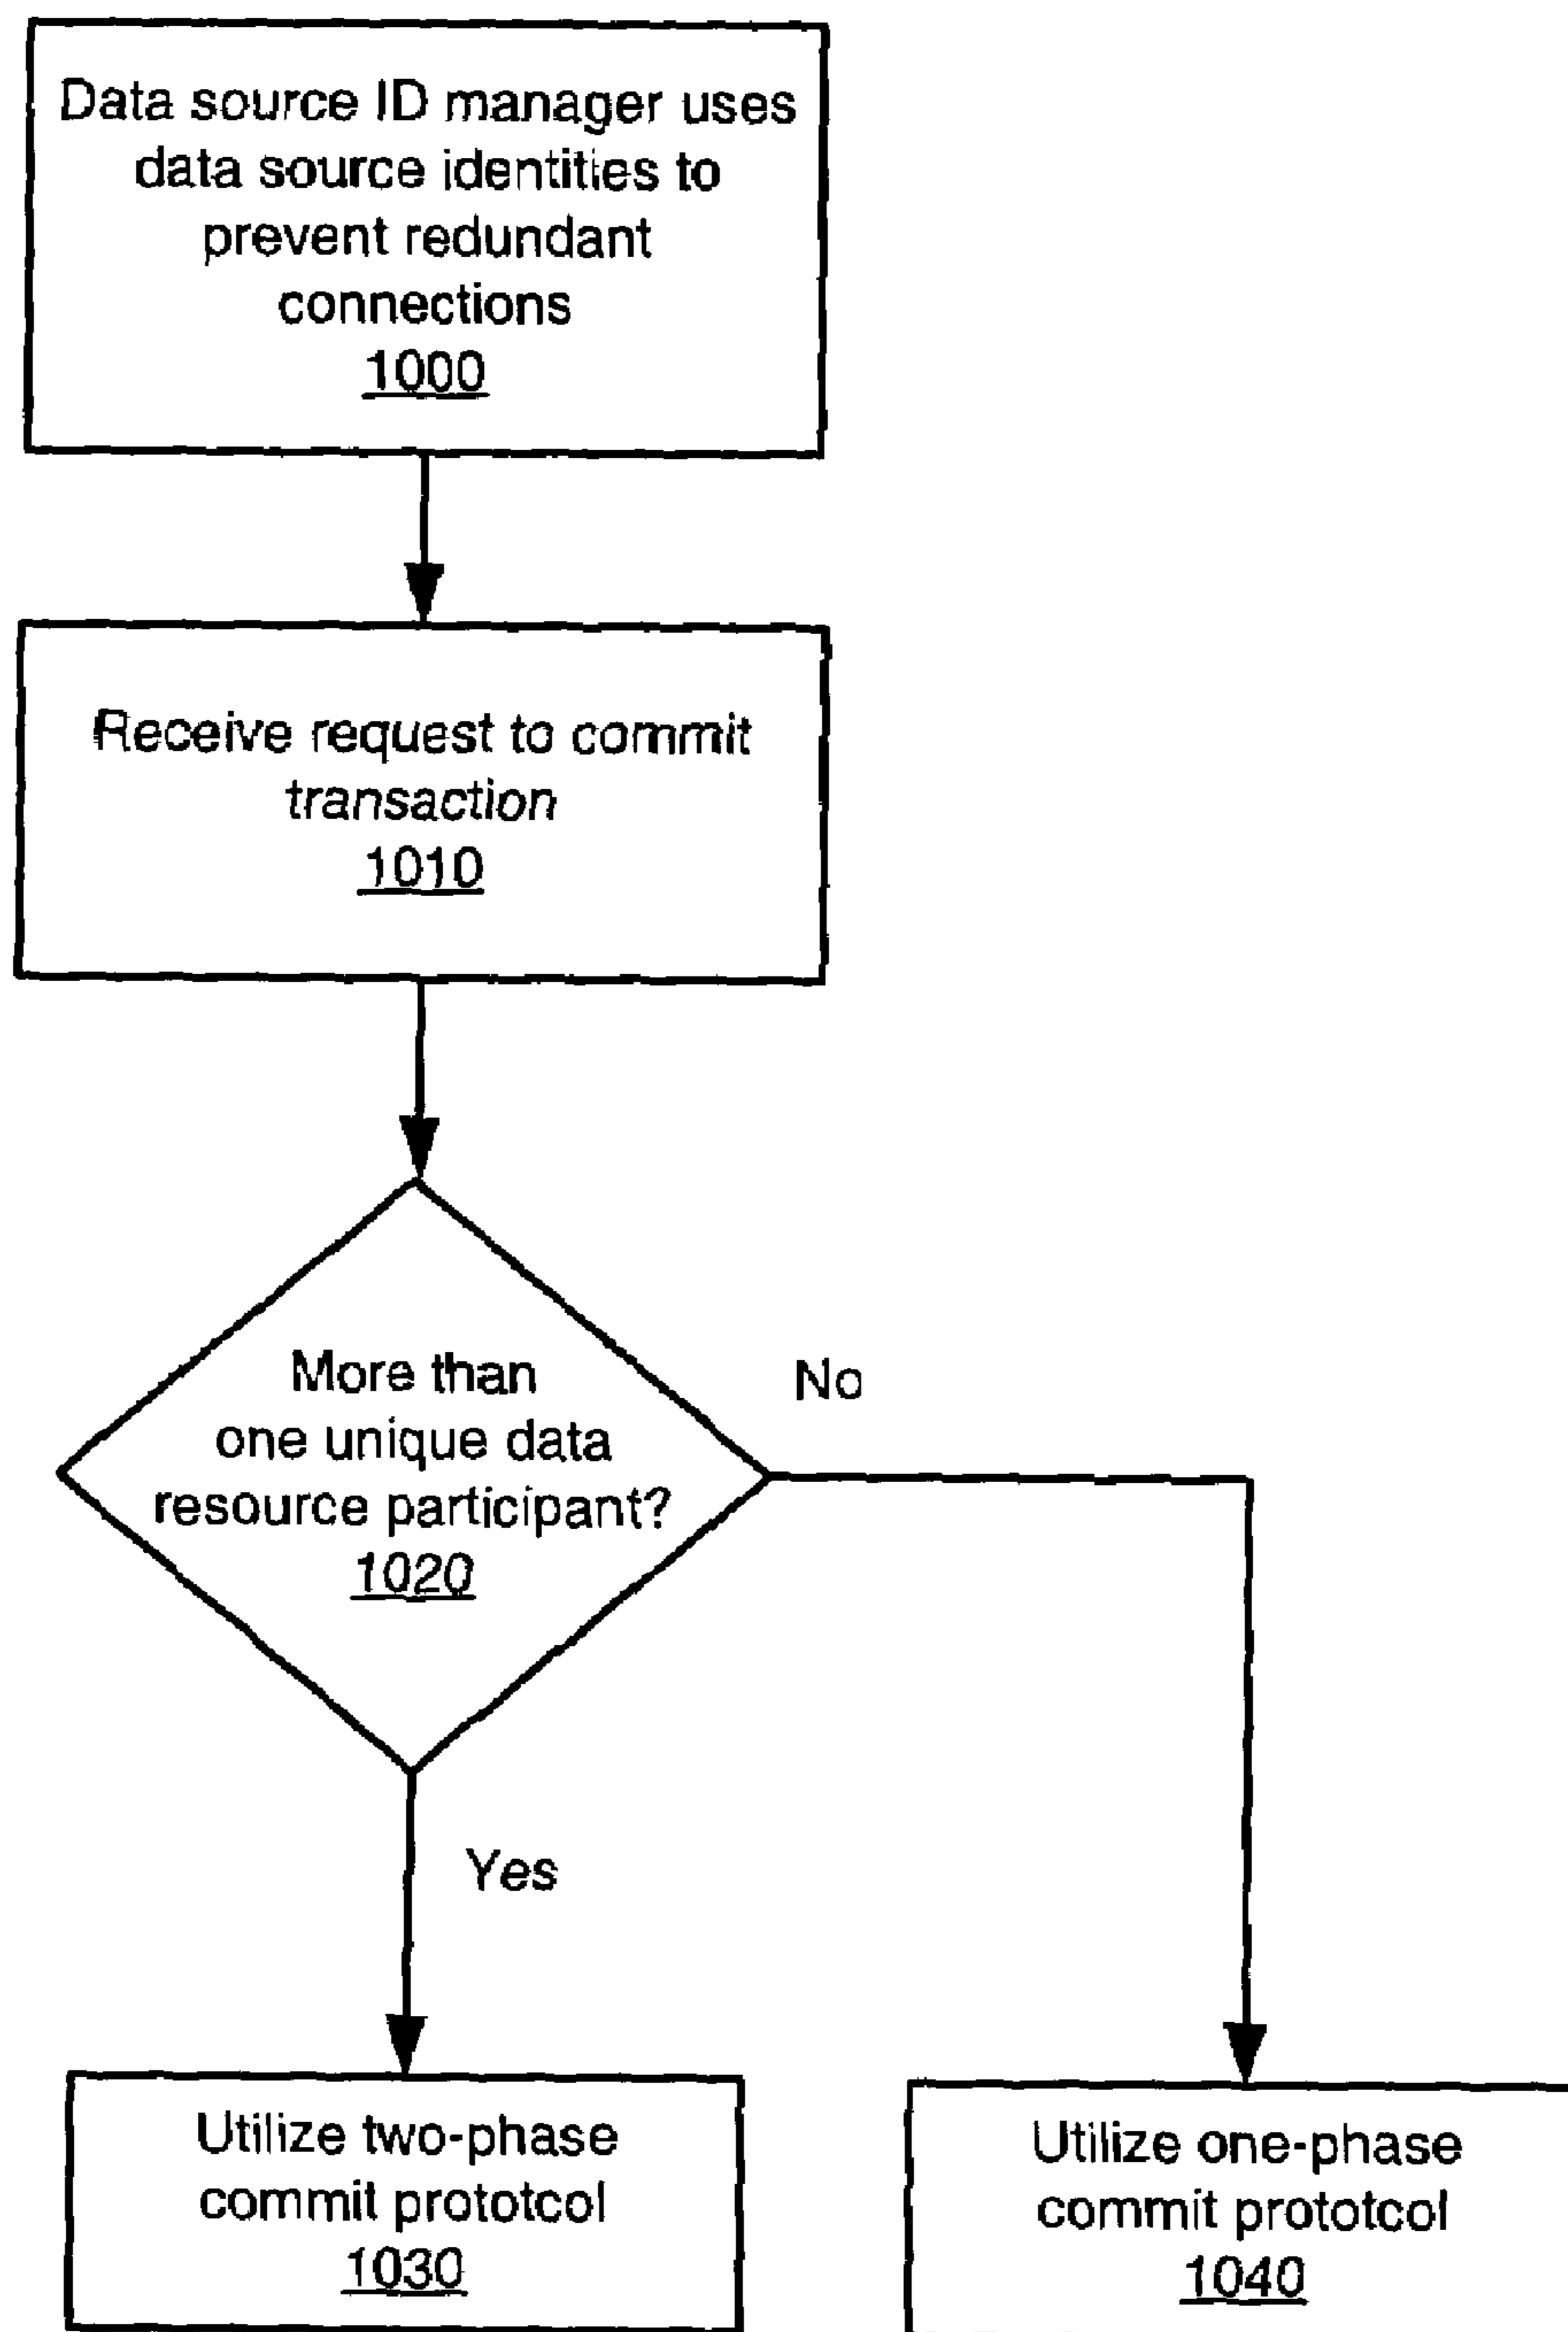 Data source ID manager uses
data source identities to
prevent redundant
connections
1000
Receive request to commit
transaction
1010
More than
one unique data
resource participant?
1020
No
Yes
Utilize two-phase
commit prototcol
1030
Utilize one-phase
commit prototcol
1040